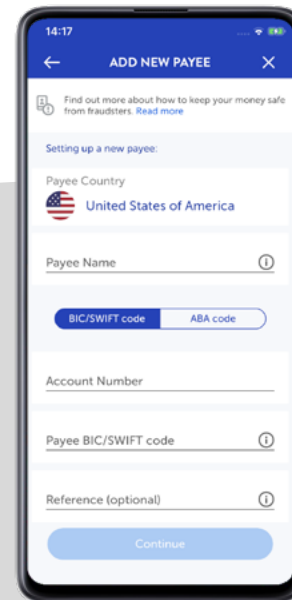 14:17
ADD NEW PAYEE
Find out more about how to keep your money safe
from fraudsters. Read more
Setting up a new payee:
Payee Country
United States of America
Payee Name
BIC/SWIFT code ABA code
Account Number
Payee BIC/SWIFT code
Reference (optional)
Continue